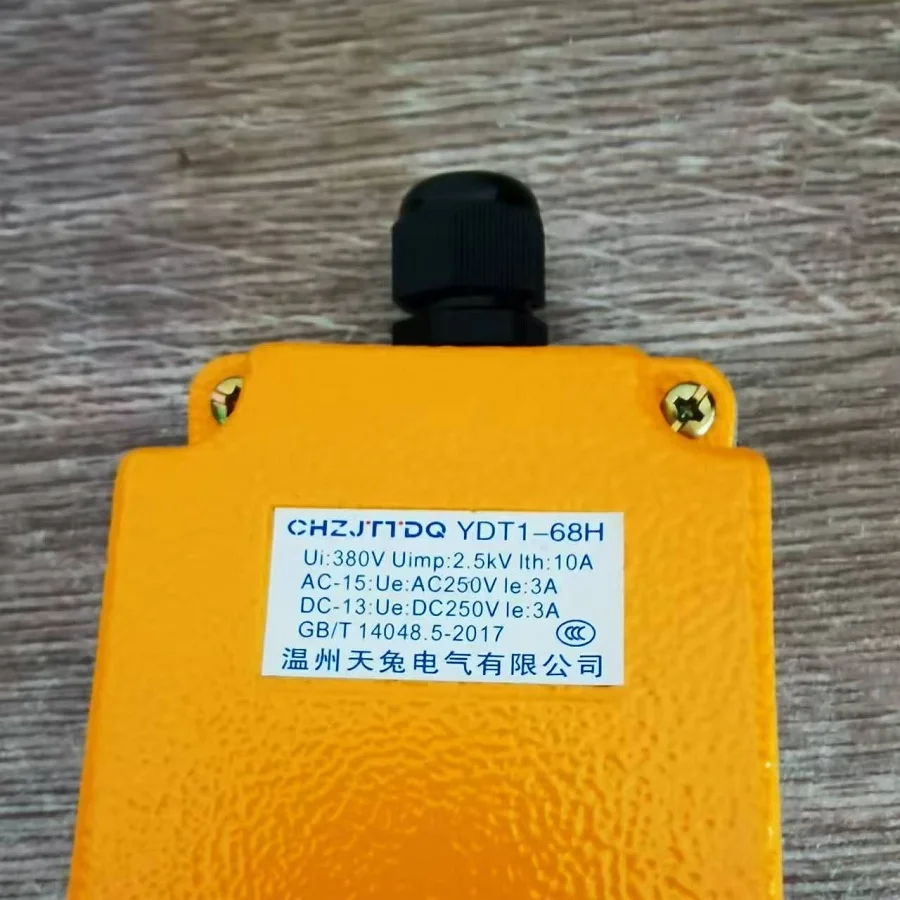 CHZJTTDQ YDT1-68H
Ui:380V Uimp:2.5kV Ith:10A
AC-15:Ue:AC250V Ie:3A
DC-13:Ue:DC250V Ie:3A
GB/T 14048.5-2017 CCC
温州天兔电气有限公司